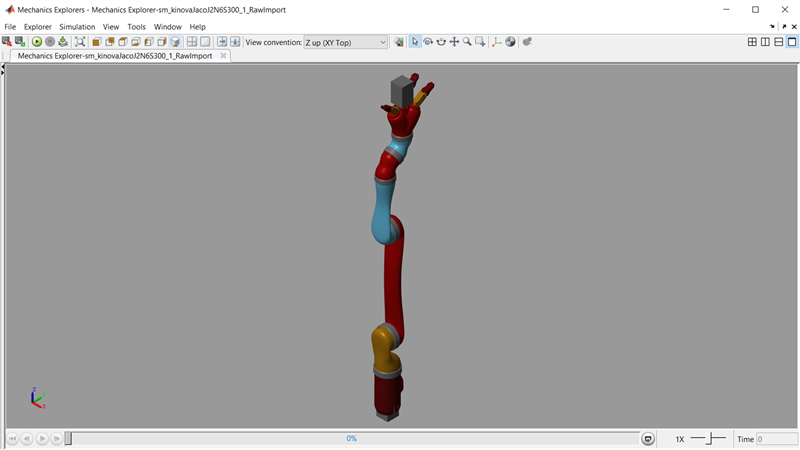 Mechanics Explorers - Mechanics Explorer-sm_kinovaJacoJ2N6S300_1_RawImport
File Explorer Simulation View Tools Window Help
View convention: Z up (XY Top)
Mechanics Explorer-sm_kinovaJacoJ2N6S300_1_RawImport
z
Y
X
0%
1X
Time 0